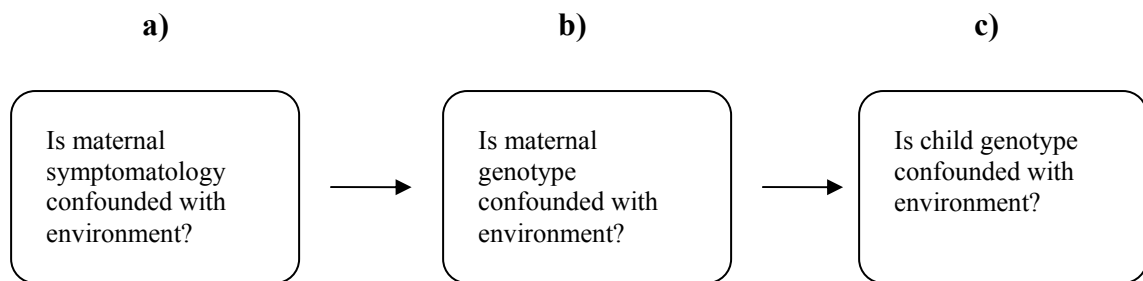 a)
b)
c)
Is maternal
symptomatology
confounded with
environment?
Is maternal
genotype
confounded with
environment?
Is child genotype
confounded with
environment?